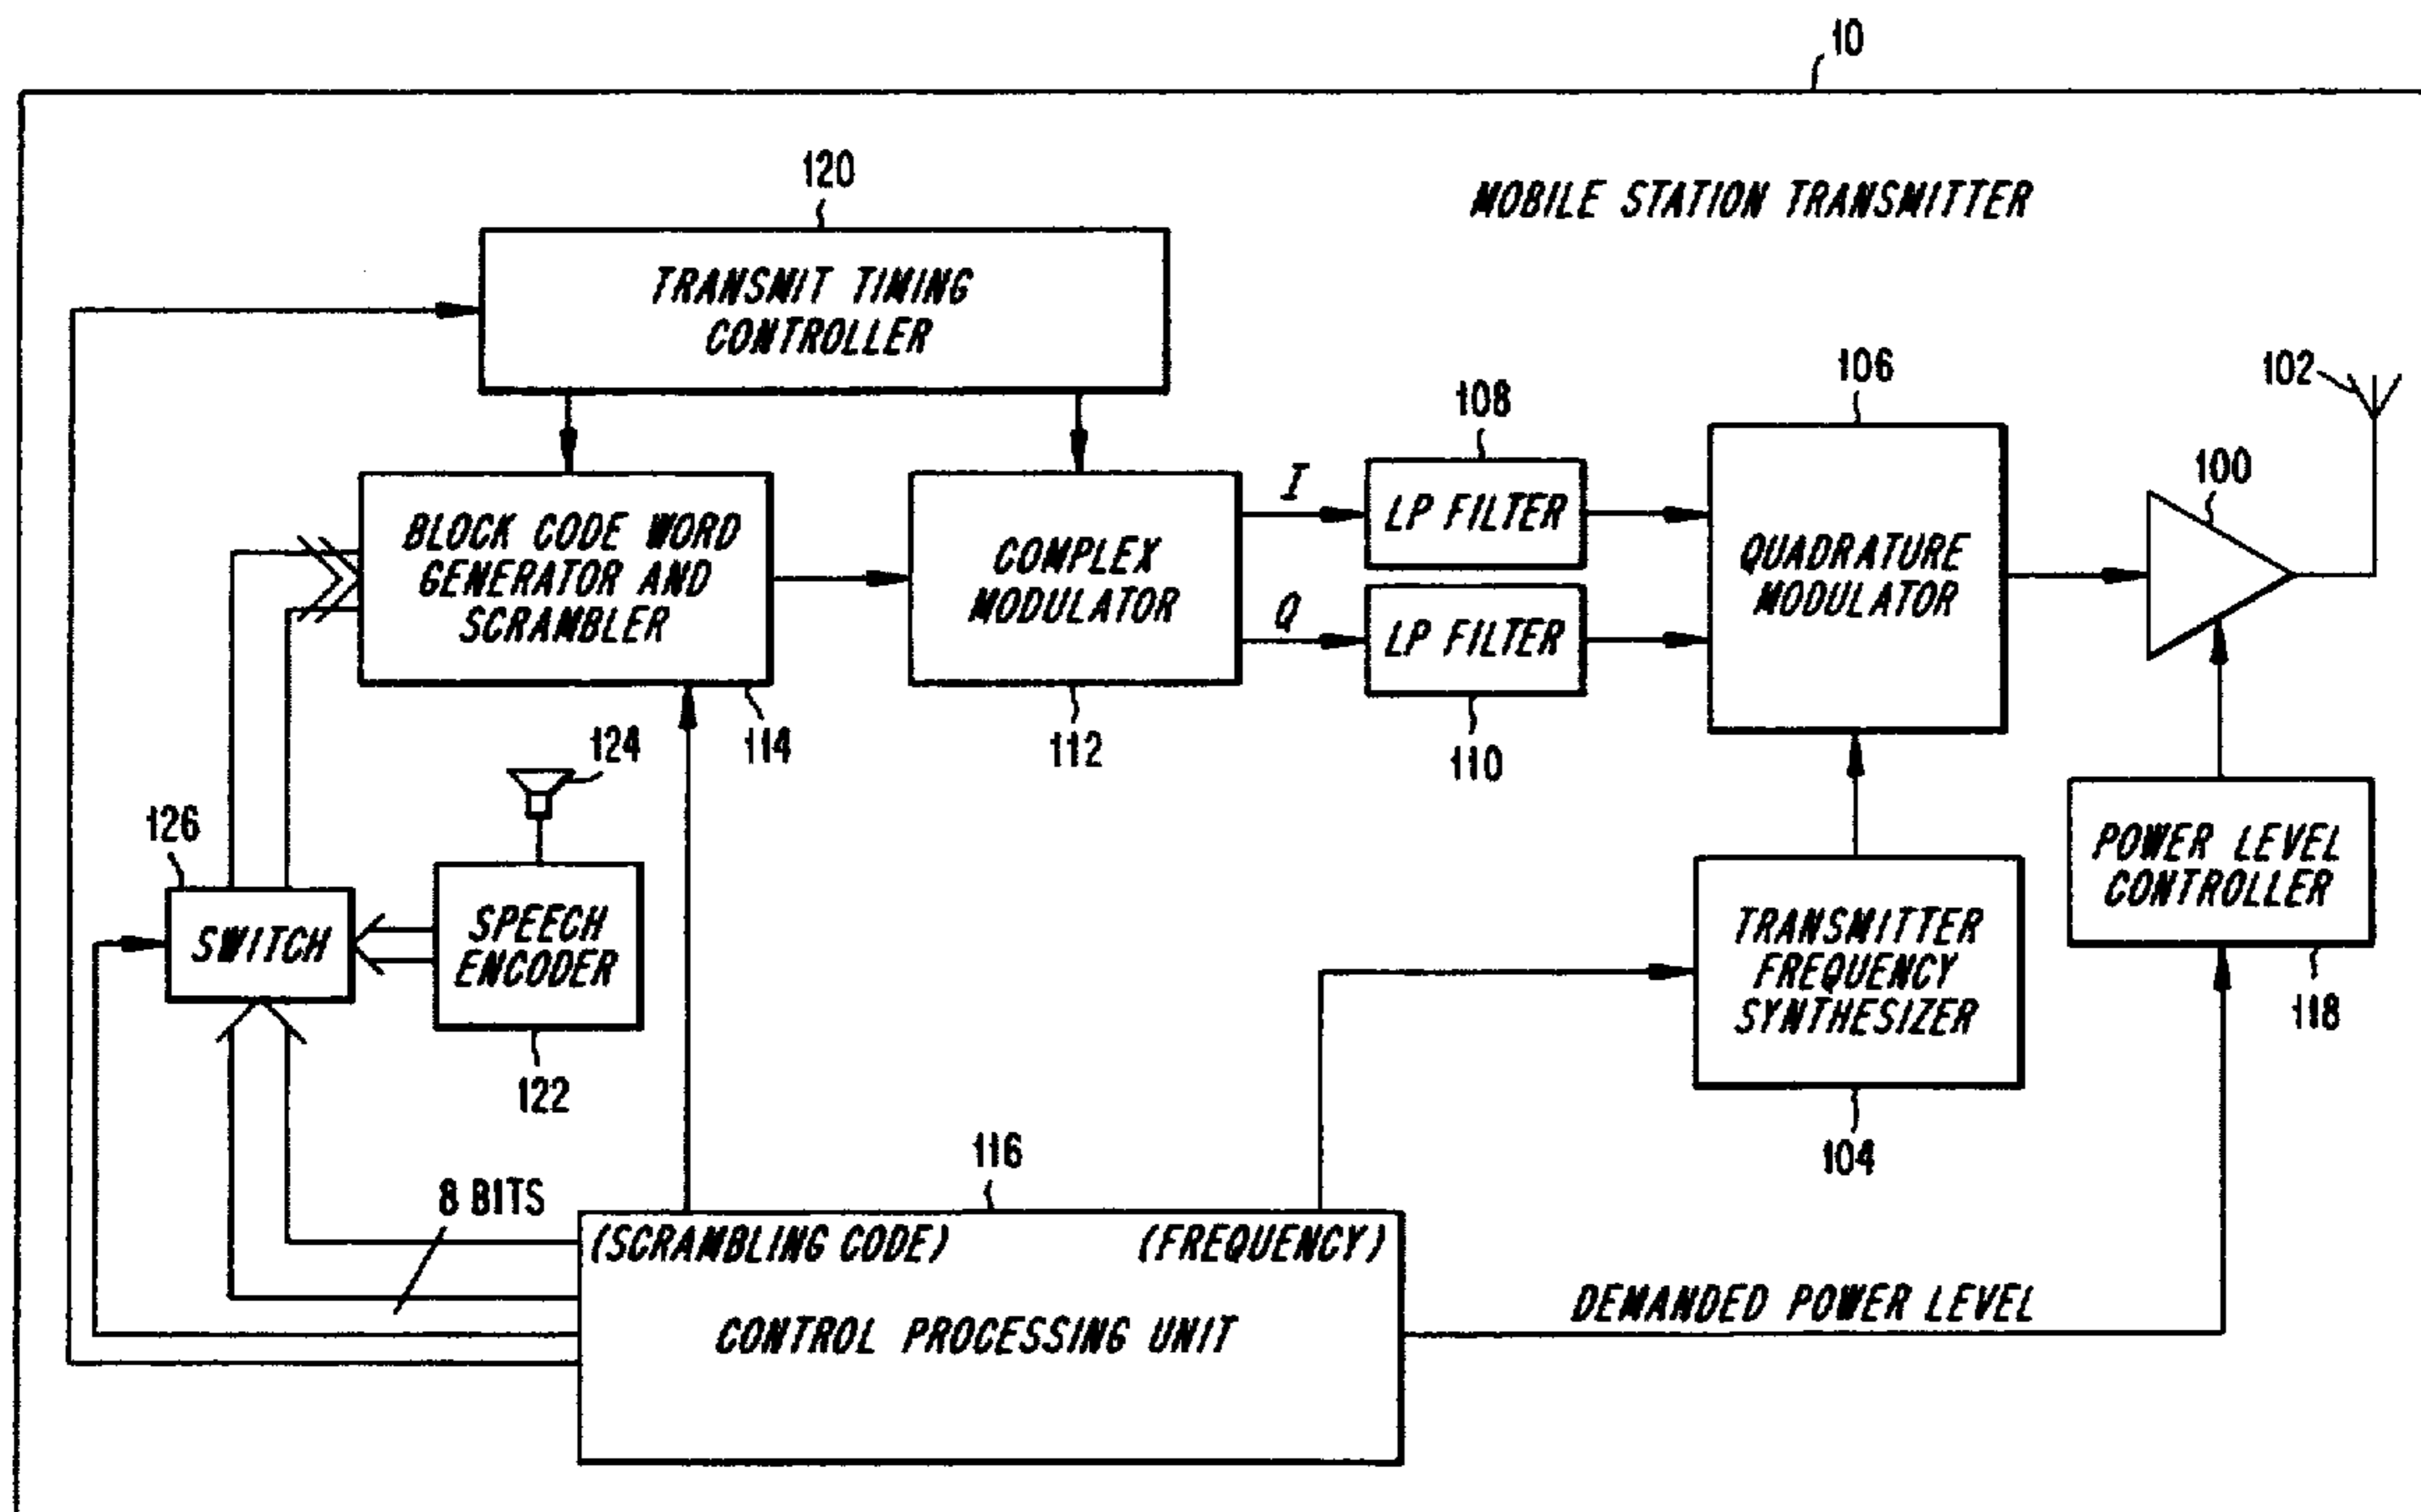 10
120
MOBILE STATION TRANSMITTER
TRANSMIT TIMING
CONTROLLER
106
102
108
100
I
LP FILTER
BLOCK CODE WORD
GENERATOR AND
SCRAMBLER
COMPLEX
MODULATOR
QUADRATURE
MODULATOR
Q
LP FILTER
124
114
112
110
126
POWER LEVEL
CONTROLLER
SWITCH
SPEECH
ENCODER
TRANSMITTER
FREQUENCY
SYNTHESIZER
118
122
104
116
8 BITS
(SCRAMBLING CODE)
(FREQUENCY)
DEMANDED POWER LEVEL
CONTROL PROCESSING UNIT